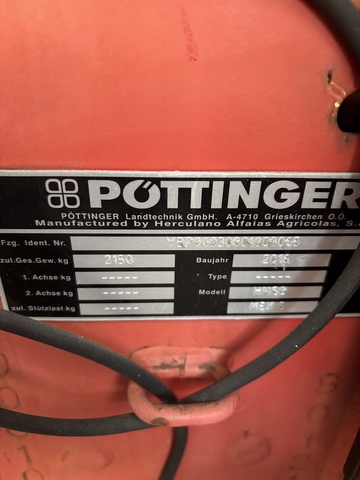 PÖTTINGER
PÖTTINGER Landtechnik GmbH. A-4710 Grieskirchen O.Ö.
Manufactured by Herculano Alfaias Agricolas, S.
Fzg. Ident. Nr.
zul.Ges.Gew. kg 2150 Baujahr 2016
1. Achse kg ----- Type -----
2. Achse kg ----- Modell
zul. Stützlast kg -----